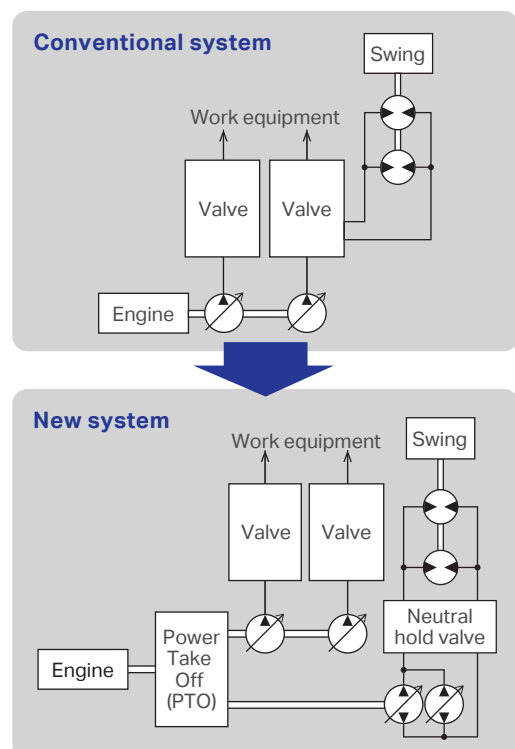 Conventional system
Swing
Work equipment
Valve
Valve
Engine
New system
Work equipment
Swing
Valve
Valve
Neutral
hold valve
Power
Take
Off
(PTO)
Engine